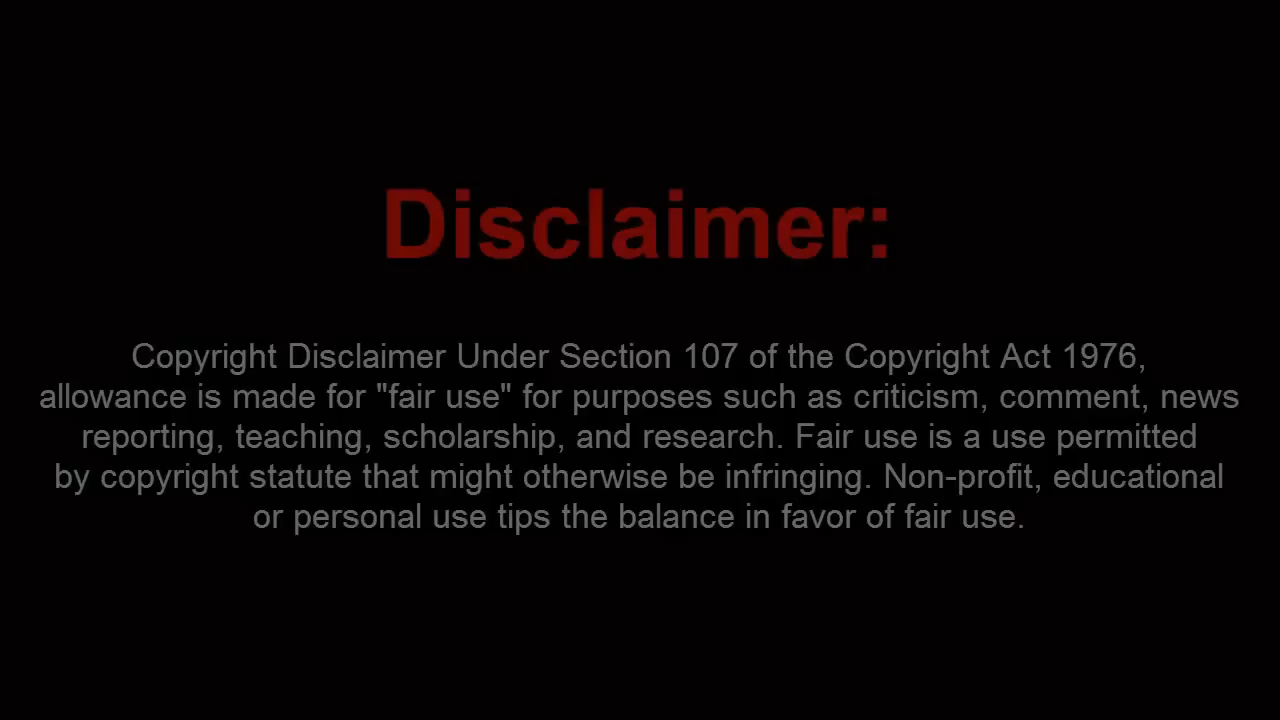 Disclaimer:
Copyright Disclaimer Under Section 107 of the Copyright Act 1976,
allowance is made for "fair use" for purposes such as criticism, comment, news
reporting, teaching, scholarship, and research. Fair use is a use permitted
by copyright statute that might otherwise be infringing. Non-profit, educational
or personal use tips the balance in favor of fair use.